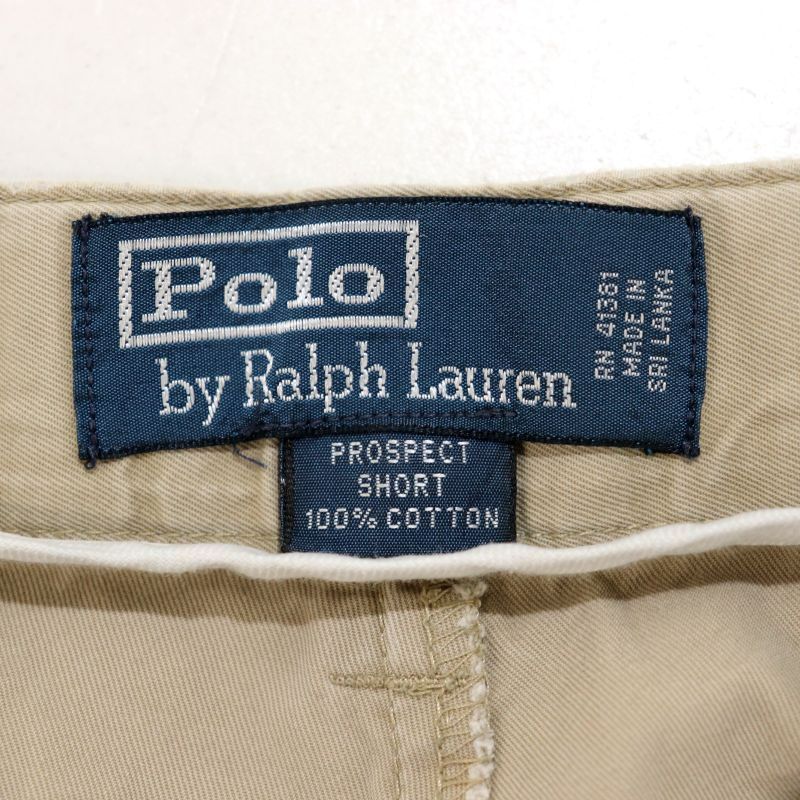 Polo
by Ralph Lauren
RN 41381
MADE IN
SRI LANKA
PROSPECT
SHORT
100% COTTON